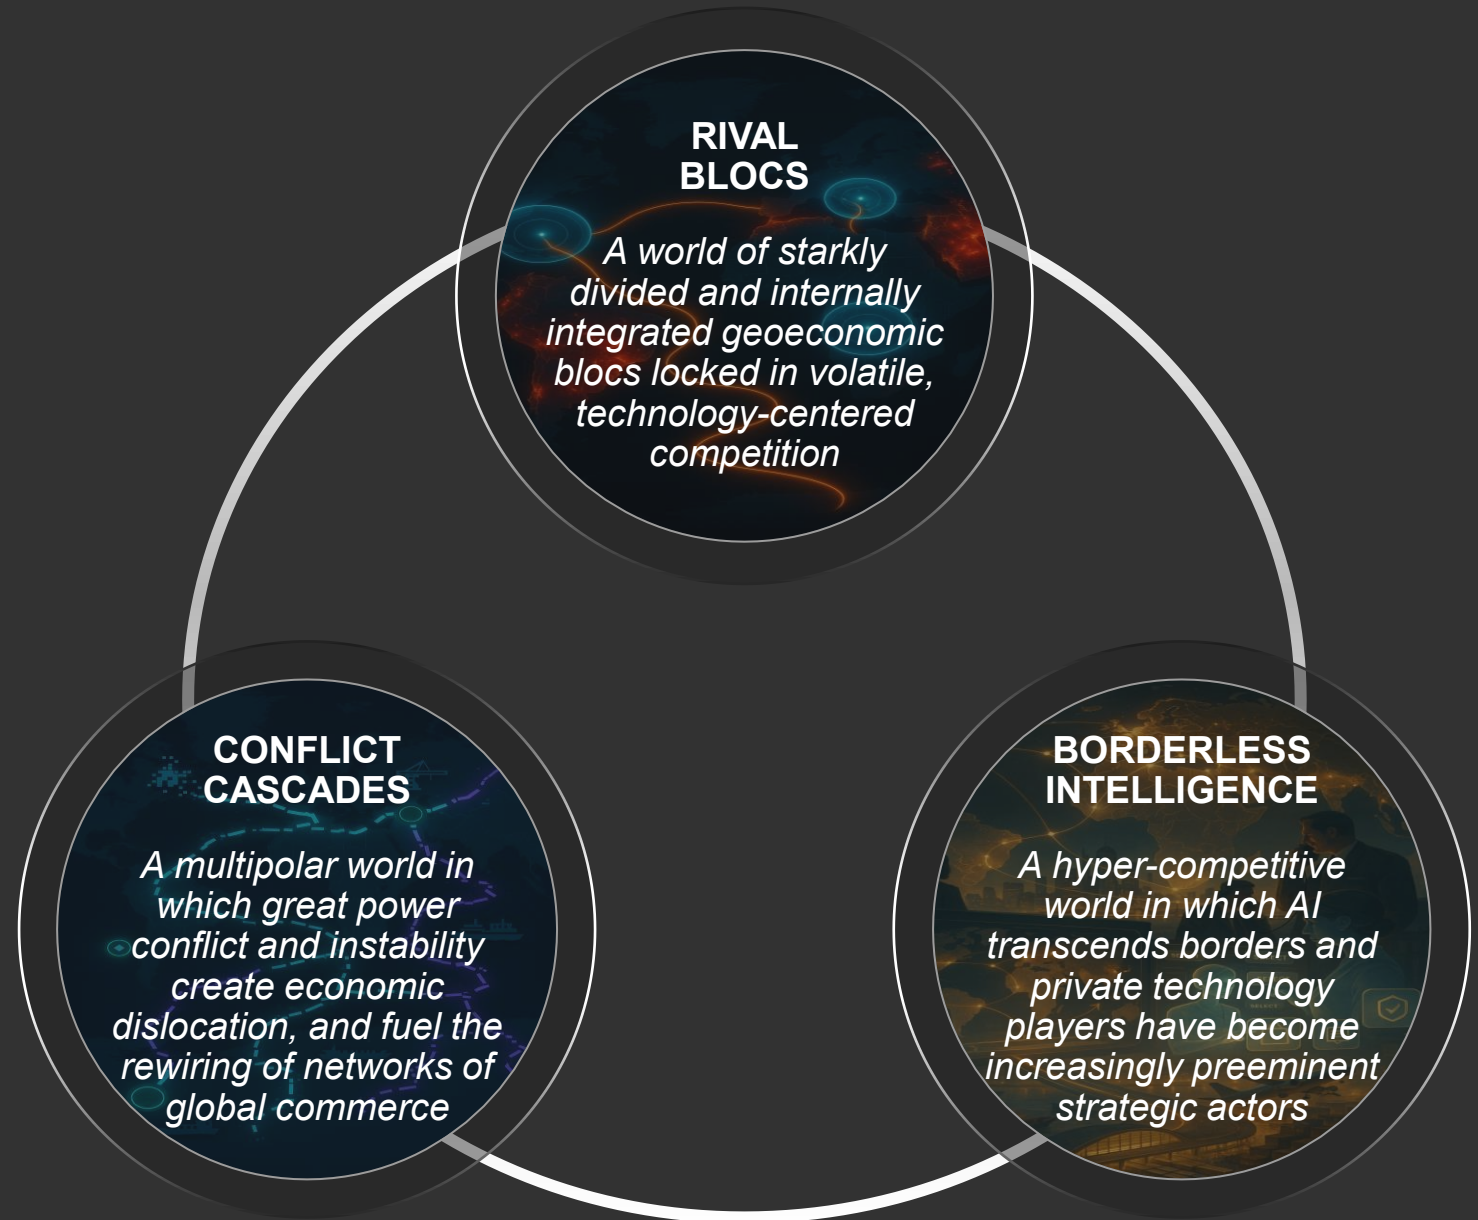 RIVAL
BLOCS
A world of starkly
divided and internally
integrated geoeconomic
blocs locked in volatile,
technology-centered
competition
CONFLICT
CASCADES
A multipolar world in
which great power
conflict and instability
create economic
dislocation, and fuel the
rewiring of networks of
global commerce
BORDERLESS
INTELLIGENCE
A hyper-competitive
world in which AI
transcends borders and
private technology
players have become
increasingly preeminent
strategic actors